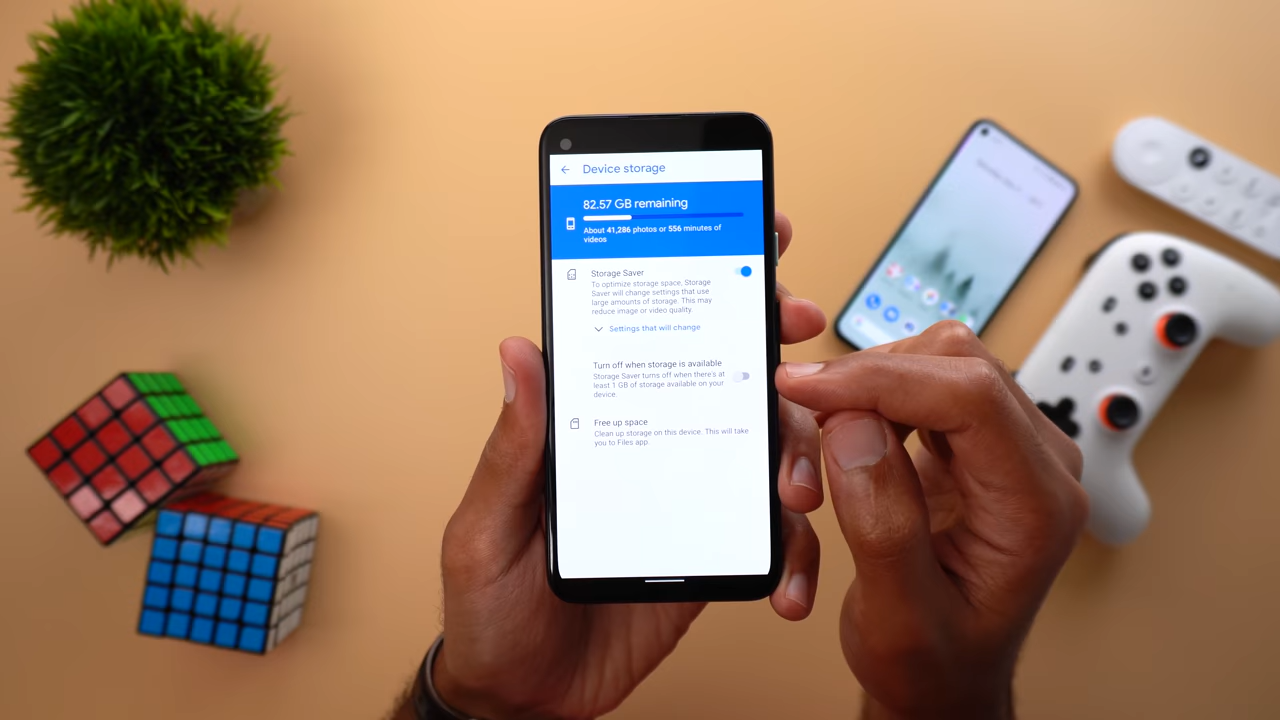 Device storage
82.57 GB remaining
About 41,286 photos or 556 minutes of
videos
Storage Saver
To optimize storage space, Storage
Saver will change settings that use
large amounts of storage. This may
reduce image or video quality
Settings that will change
Turn off when storage is available
Storage Saver turns off when there's at
least 1 GB of storage available on your
device.
Free up space
Clean up storage on this device. This will take
you to Files app.